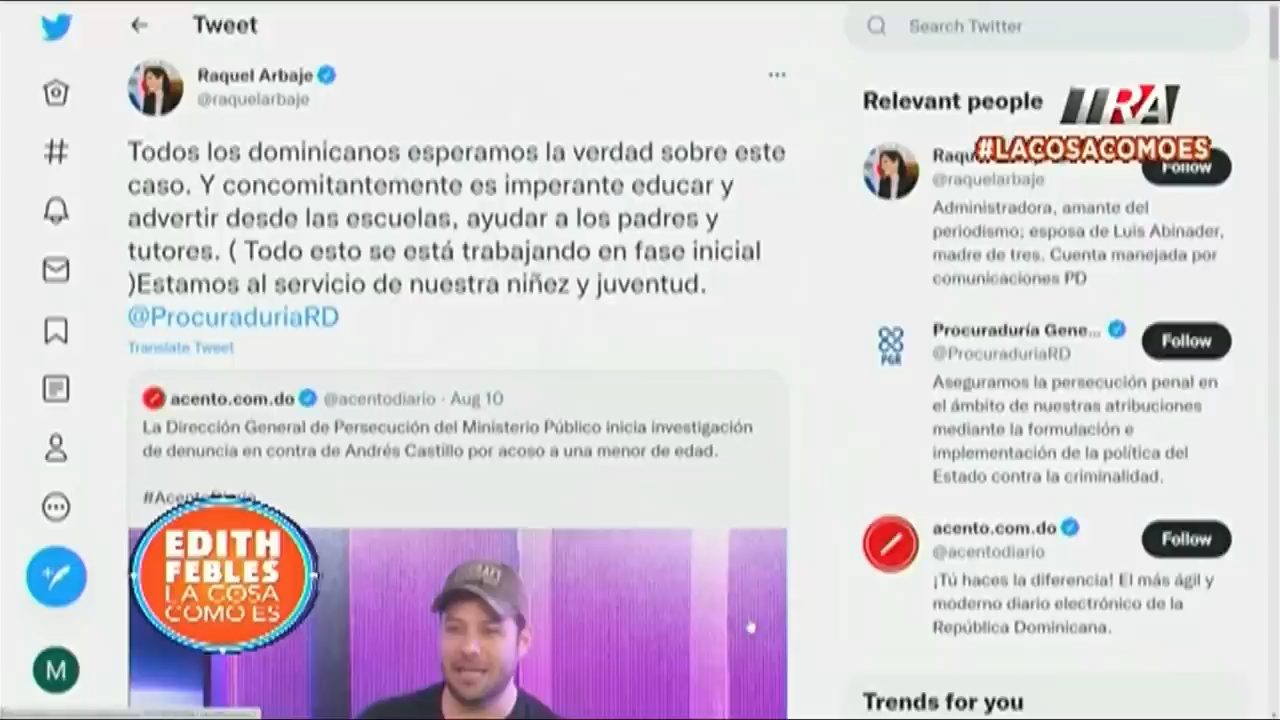 Tweet
Search Twitter
Raquel Arbaje
@raquelarbaje
Todos los dominicanos esperamos la verdad sobre este
caso. Y concomitantemente es imperante educar y
advertir desde las escuelas, ayudar a los padres y
tutores. ( Todo esto se está trabajando en fase inicial
)Estamos al servicio de nuestra niñez y juventud.
@ProcuraduriaRD
Translate Tweet
acento.com.do @acentodiario · Aug 10
La Dirección General de Persecución del Ministerio Público inicia investigación
de denuncia en contra de Andrés Castillo por acoso a una menor de edad.
EDITH
FEBLES
LA COSA
COMO ES
M
Relevant people
TRA
#LACOSACOMOES
Follow
@raquelarbaje
Administradora, amante del
periodismo; esposa de Luis Abinader,
madre de tres. Cuenta manejada por
comunicaciones PD
Procuraduría Gene...
Follow
@ProcuraduriaRD
PGR
Aseguramos la persecución penal en
el ámbito de nuestras atribuciones
mediante la formulación e
implementación de la política del
Estado contra la criminalidad.
acento.com.do
Follow
@acentodiario
¡Tú haces la diferencia! El más ágil y
moderno diario electrónico de la
República Dominicana.
Trends for you